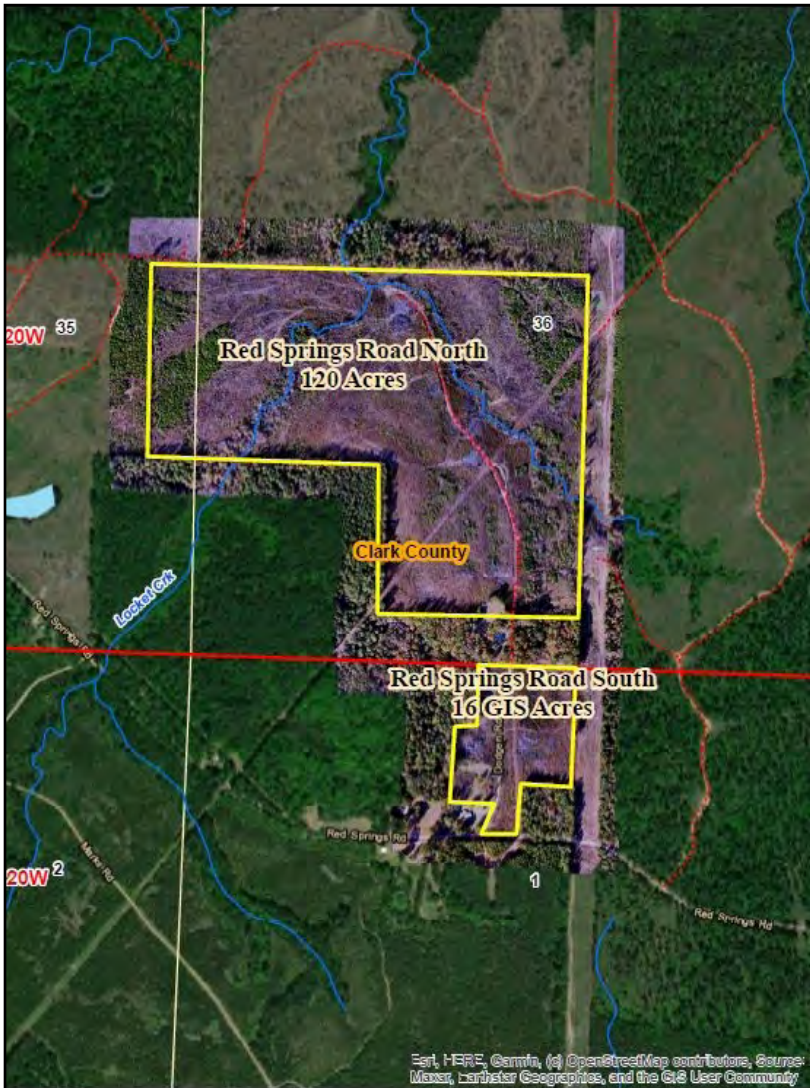 36
20W 35
Red Springs Road North
120 Acres
Clark County
Locket Crk
Red Springs Rd
Red Springs Road South
16 GIS Acres
Red Springs Rd
Merkel Rd
20W 2
1
Red Springs Rd
Esri, HERE, Garmin, (c) OpenStreetMap contributors, Source:
Maxar, Earthstar Geographics, and the GIS User Community